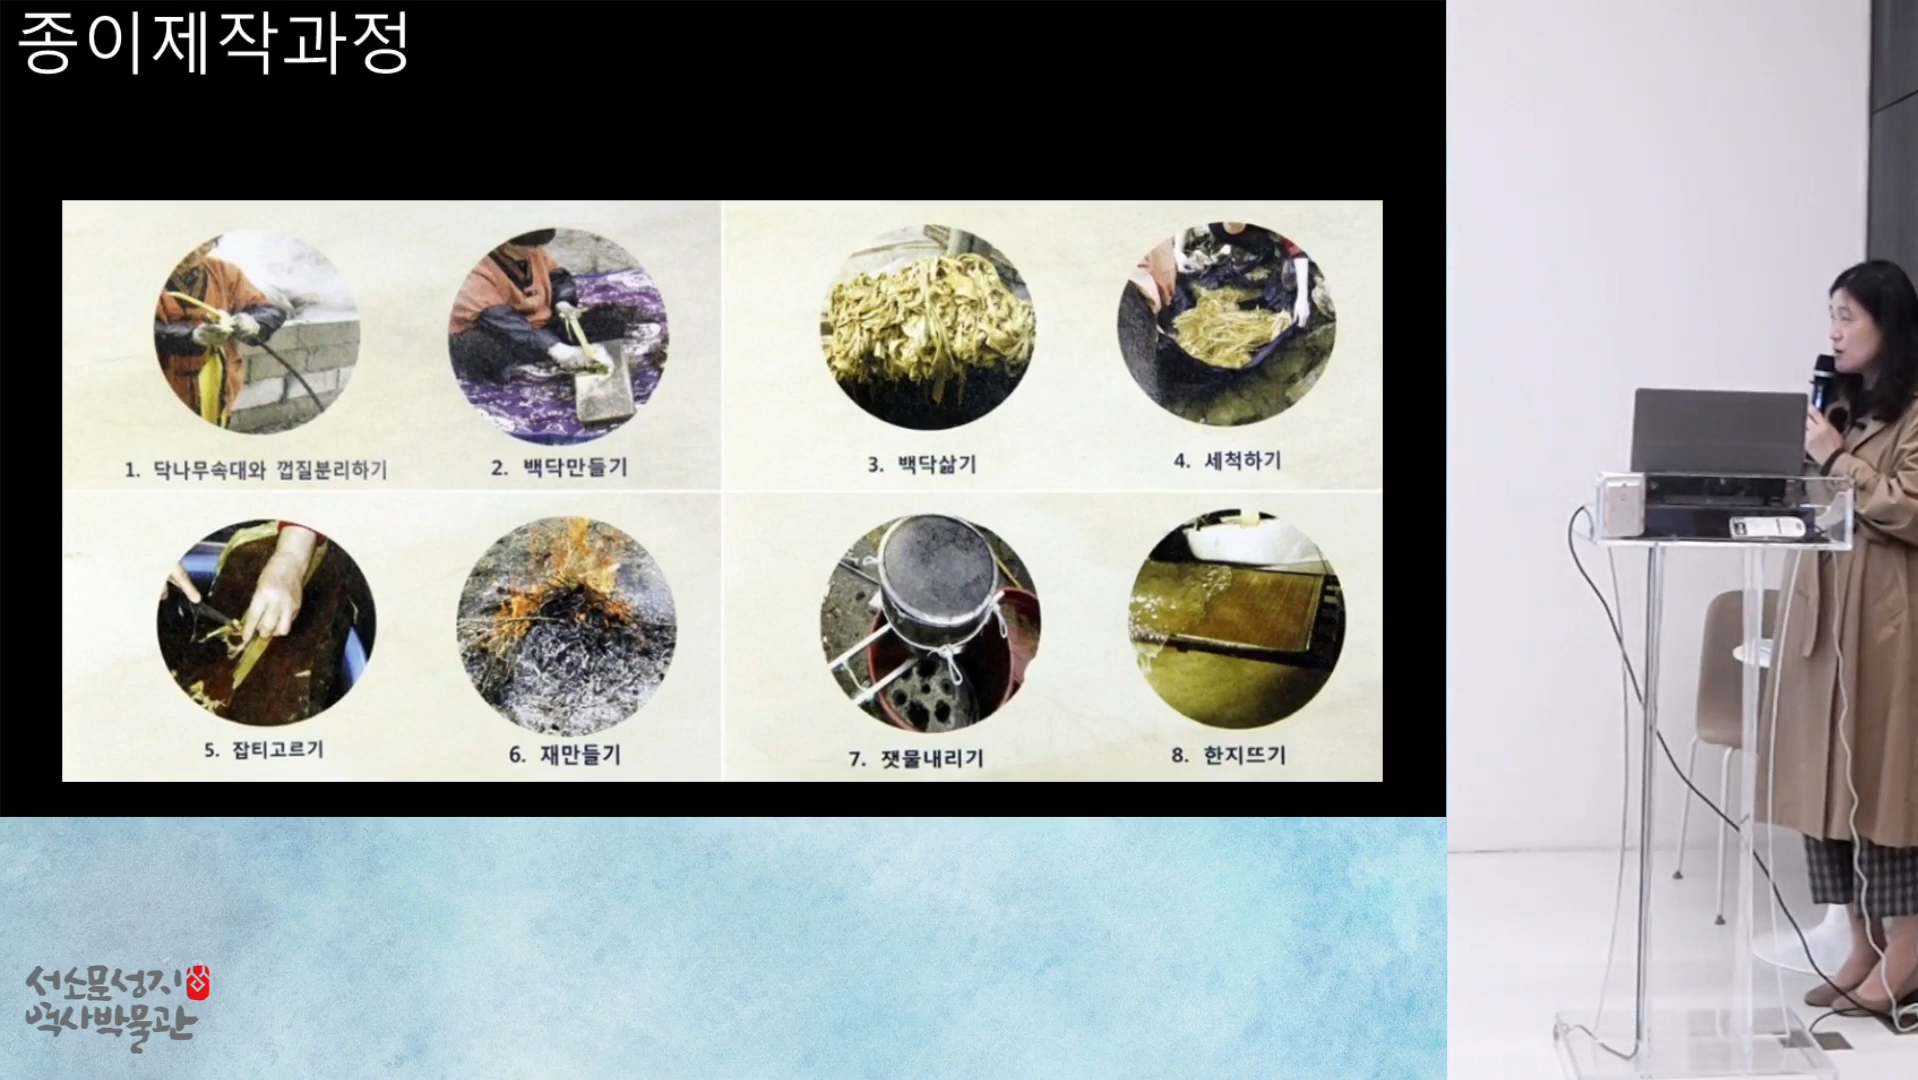 종이제작과정
1. 닥나무속대와 껍질분리하기
2. 백닥만들기
3. 백닥삶기
4. 세척하기
5. 잡티고르기
6. 재만들기
7. 잿물내리기
8. 한지뜨기
서소문성지
역사박물관